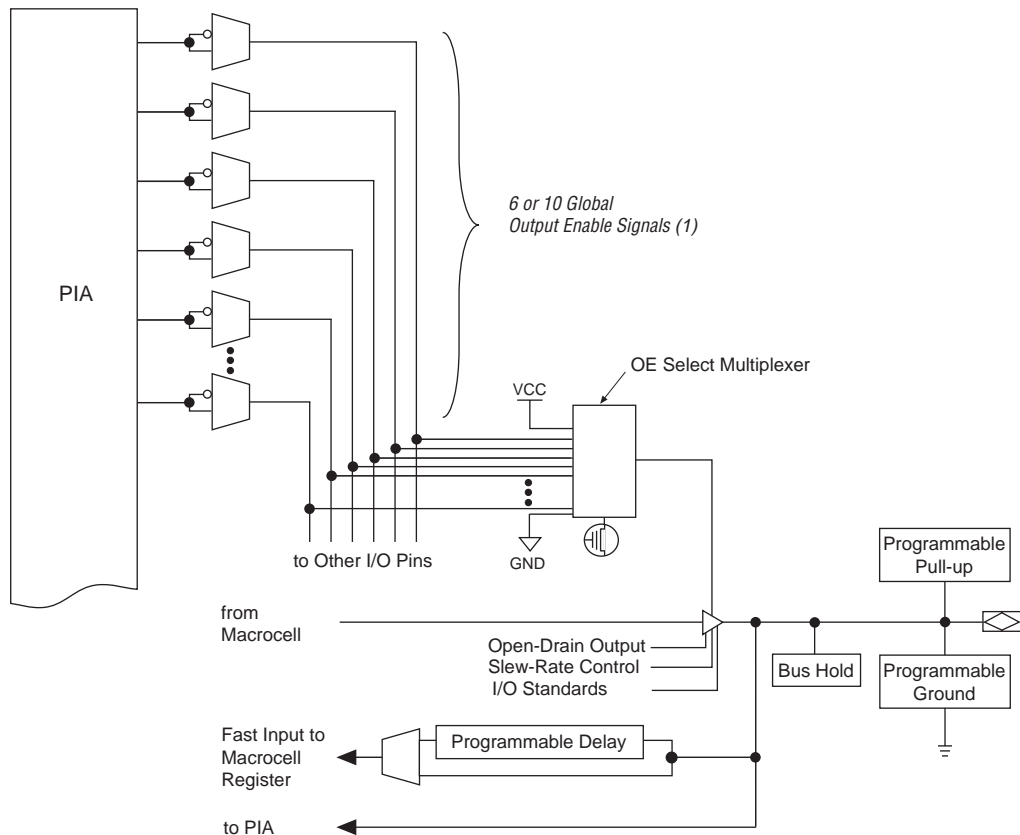 6 or 10 Global
Output Enable Signals (1)
PIA
OE Select Multiplexer
VCC
to Other I/O Pins
GND
Programmable
Pull-up
from
Macrocell
Open-Drain Output
Slew-Rate Control
I/O Standards
Bus Hold
Programmable
Ground
Fast Input to
Macrocell
Register
Programmable Delay
to PIA